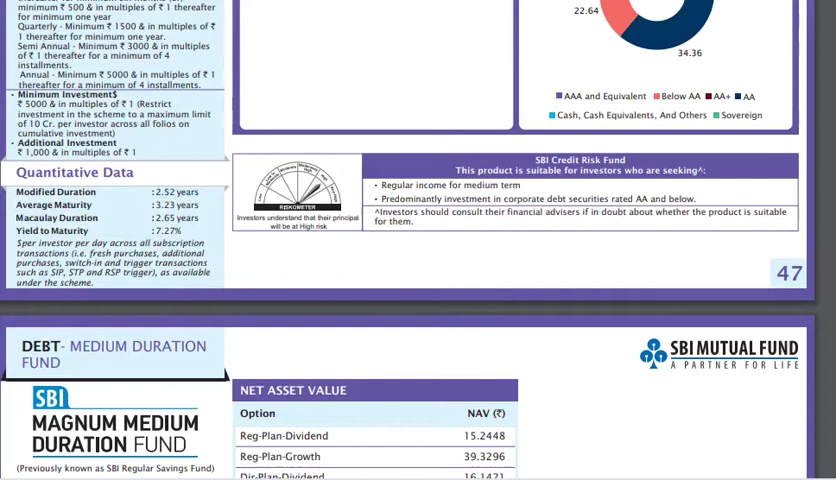 minimum ₹ 500 & in multiples of ₹ 1 thereafter
for minimum one year
Quarterly - Minimum ₹ 1500 & in multiples of ₹
1 thereafter for minimum one year.
Semi Annual - Minimum ₹ 3000 & in multiples
of ₹ 1 thereafter for a minimum of 4
installments.
Annual - Minimum ₹ 5000 & in multiples of ₹ 1
thereafter for a minimum of 4 installments.
• Minimum Investment$
₹ 5000 & in multiples of ₹ 1 (Restrict
investment in the scheme to a maximum limit
of 10 Cr. per investor across all folios on
cumulative investment)
• Additional Investment
₹ 1,000 & in multiples of ₹ 1
Quantitative Data
Modified Duration : 2.52 years
Average Maturity : 3.23 years
Macaulay Duration : 2.65 years
Yield to Maturity : 7.27%
$per investor per day across all subscription
transactions (i.e. fresh purchases, additional
purchases, switch-in and trigger transactions
such as SIP, STP and RSP trigger), as available
under the scheme.
22.64
34.36
AAA and Equivalent Below AA AA+ AA
Cash, Cash Equivalents, And Others Sovereign
RISKOMETER
Investors understand that their principal
will be at High risk
SBI Credit Risk Fund
This product is suitable for investors who are seeking^:
• Regular income for medium term
• Predominantly investment in corporate debt securities rated AA and below.
^Investors should consult their financial advisers if in doubt about whether the product is suitable
for them.
47
DEBT- MEDIUM DURATION
FUND
SBI MUTUAL FUND
A PARTNER FOR LIFE
SBI
MAGNUM MEDIUM
DURATION FUND
(Previously known as SBI Regular Savings Fund)
NET ASSET VALUE
Option NAV (₹)
Reg-Plan-Dividend 15.2448
Reg-Plan-Growth 39.3296
Dir-Plan-Dividend 16.1421